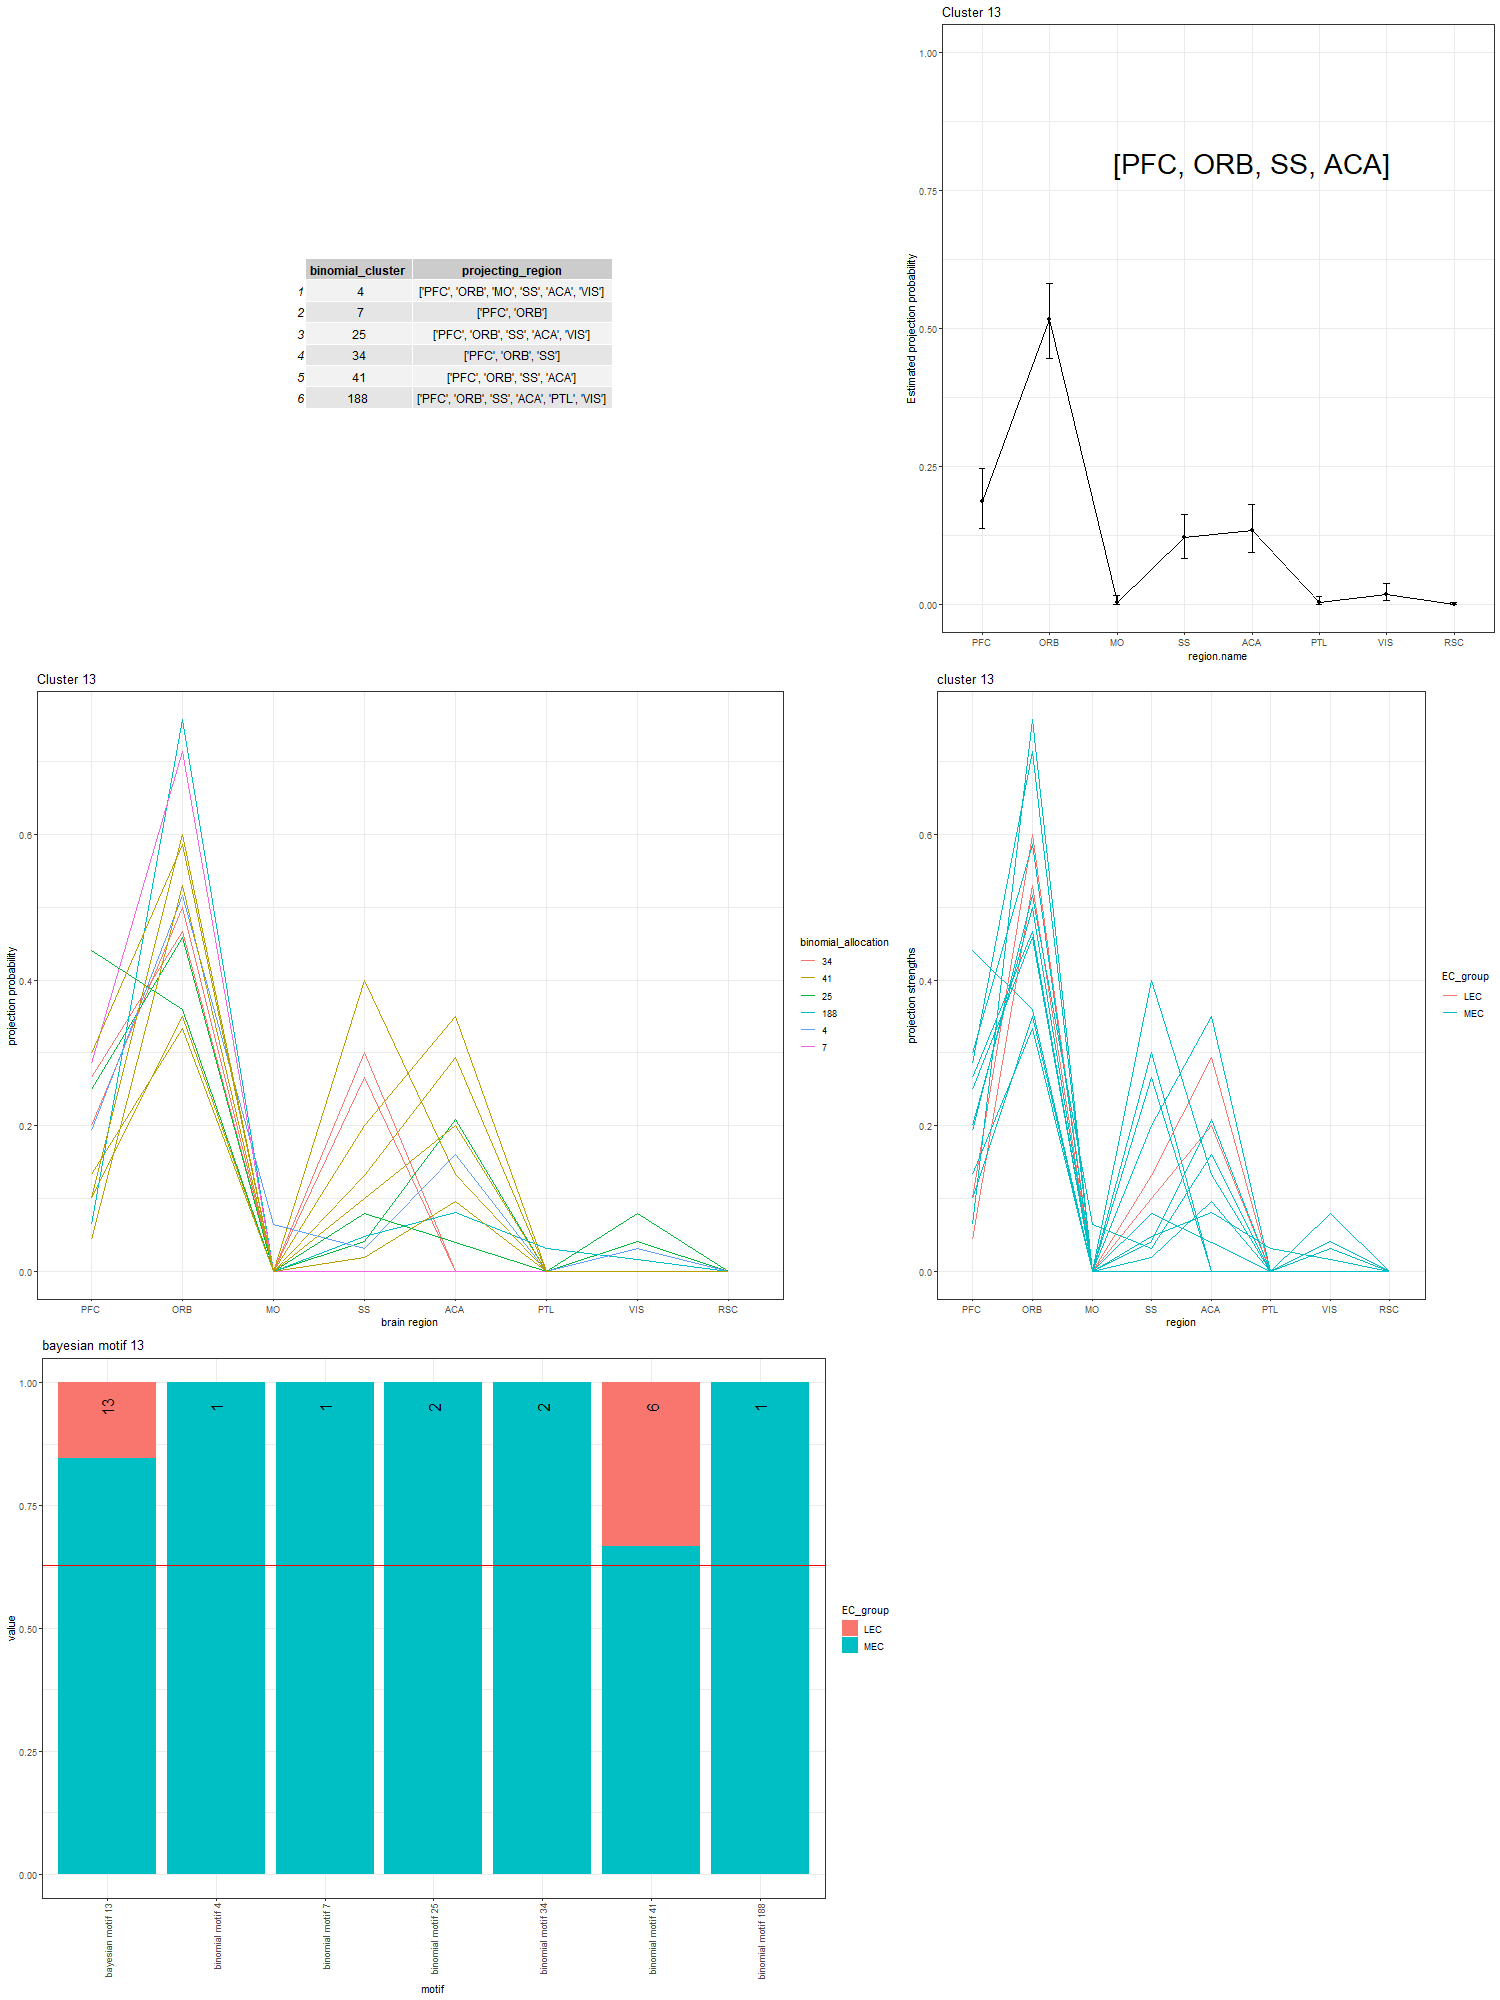 Cluster 13
1.00
[PFC, ORB, SS, ACA]
0.75
0.50
0.25
0.00
Estimated projection probability
PFC ORB MO SS ACA PTL VIS RSC
region.name
binomial_cluster projecting_region
1 4 ['PFC', 'ORB', 'MO', 'SS', 'ACA', 'VIS']
2 7 ['PFC', 'ORB']
3 25 ['PFC', 'ORB', 'SS', 'ACA', 'VIS']
4 34 ['PFC', 'ORB', 'SS']
5 41 ['PFC', 'ORB', 'SS', 'ACA']
6 188 ['PFC', 'ORB', 'SS', 'ACA', 'PTL', 'VIS']
Cluster 13
0.6
0.4
0.2
0.0
projection probability
PFC ORB MO SS ACA PTL VIS RSC
brain region
binomial_allocation
34
41
25
188
4
7
cluster 13
0.6
0.4
0.2
0.0
projection strengths
PFC ORB MO SS ACA PTL VIS RSC
region
EC_group
LEC
MEC
bayesian motif 13
1.00
0.75
0.50
0.25
0.00
value
13 1 1 2 2 6 1
bayesian motif 13
binomial motif 4
binomial motif 7
binomial motif 25
binomial motif 34
binomial motif 41
binomial motif 188
motif
EC_group
LEC
MEC